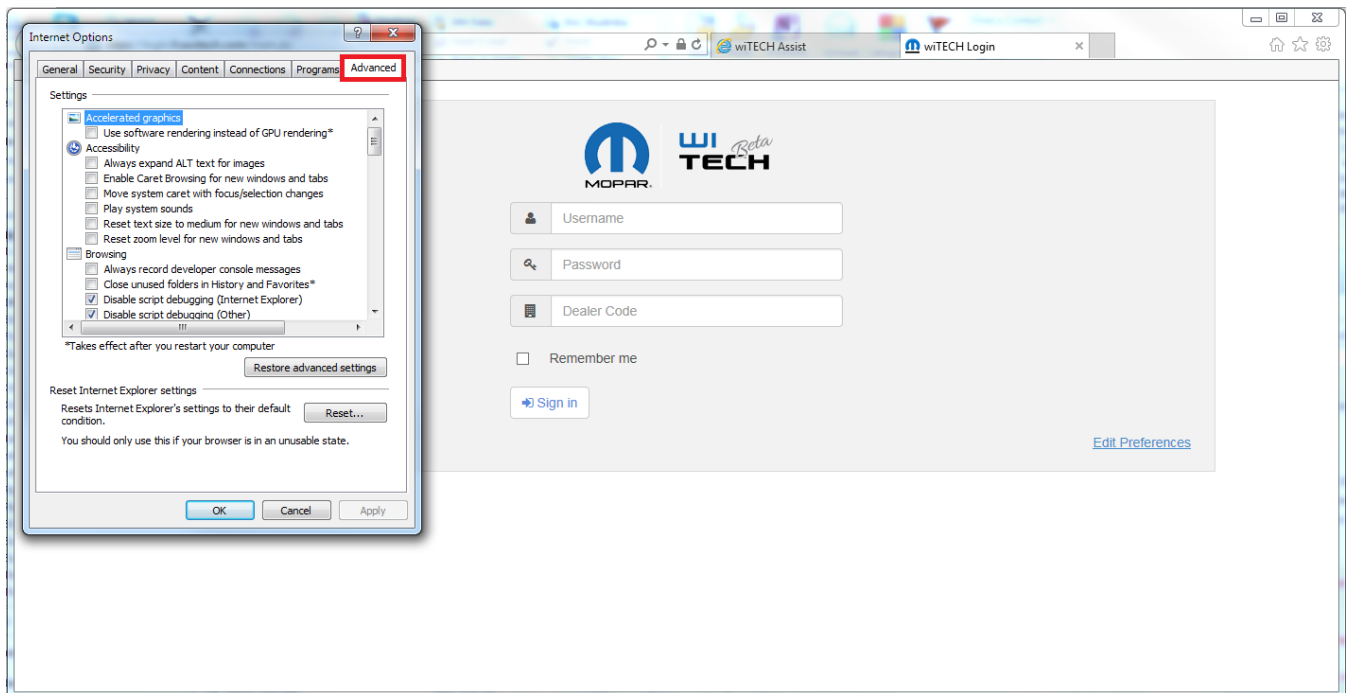 Internet Options
wiTECH Assist
wiTECH Login
General Security Privacy Content Connections Programs Advanced
Settings
Accelerated graphics
Use software rendering instead of GPU rendering*
Accessibility
Always expand ALT text for images
Enable Caret Browsing for new windows and tabs
Move system caret with focus/selection changes
Play system sounds
Reset text size to medium for new windows and tabs
Reset zoom level for new windows and tabs
Browsing
Always record developer console messages
Close unused folders in History and Favorites*
Disable script debugging (Internet Explorer)
Disable script debugging (Other)
*Takes effect after you restart your computer
Restore advanced settings
Reset Internet Explorer settings
Resets Internet Explorer's settings to their default
condition.
Reset...
You should only use this if your browser is in an unusable state.
OK Cancel Apply
MOPAR.
WI
TECH
Beta
Username
Password
Dealer Code
Remember me
Sign in
Edit Preferences